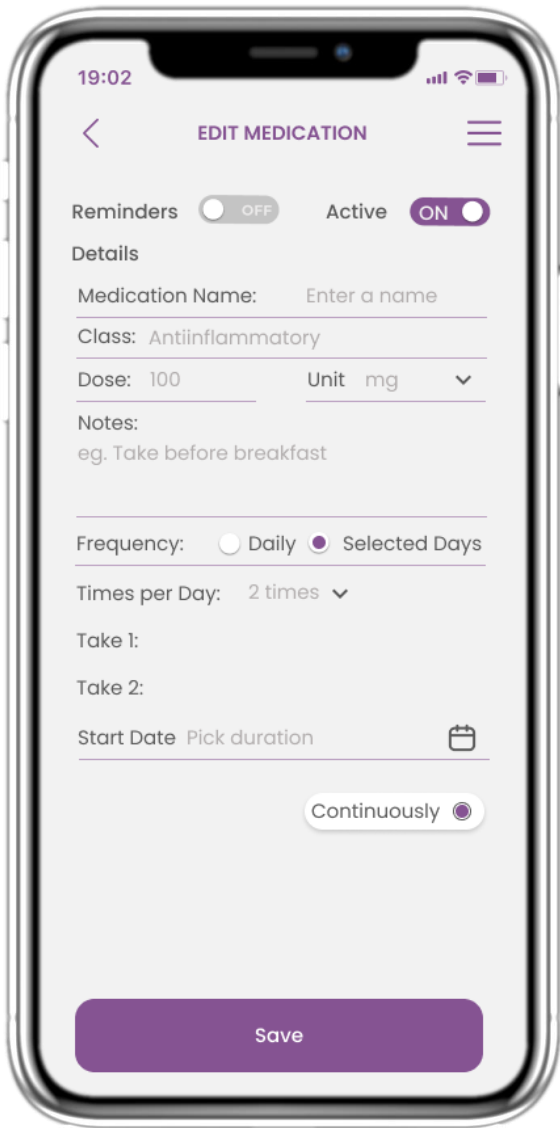 19:02
EDIT MEDICATION
Reminders OFF Active ON
Details
Medication Name: Enter a name
Class: Antiinflammatory
Dose: 100 Unit mg
Notes:
eg. Take before breakfast
Frequency: Daily Selected Days
Times per Day: 2 times
Take 1:
Take 2:
Start Date Pick duration
Continuously
Save